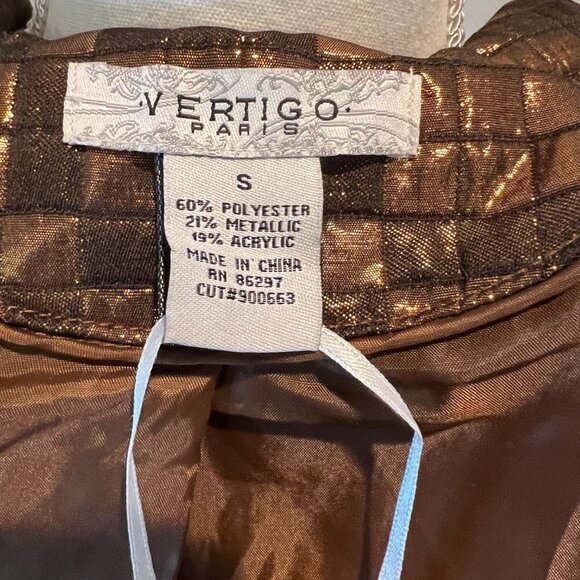 VERTIGO
PARIS
S
60% POLYESTER
21% METALLIC
19% ACRYLIC
MADE IN CHINA
RN 86297
CUT#900663